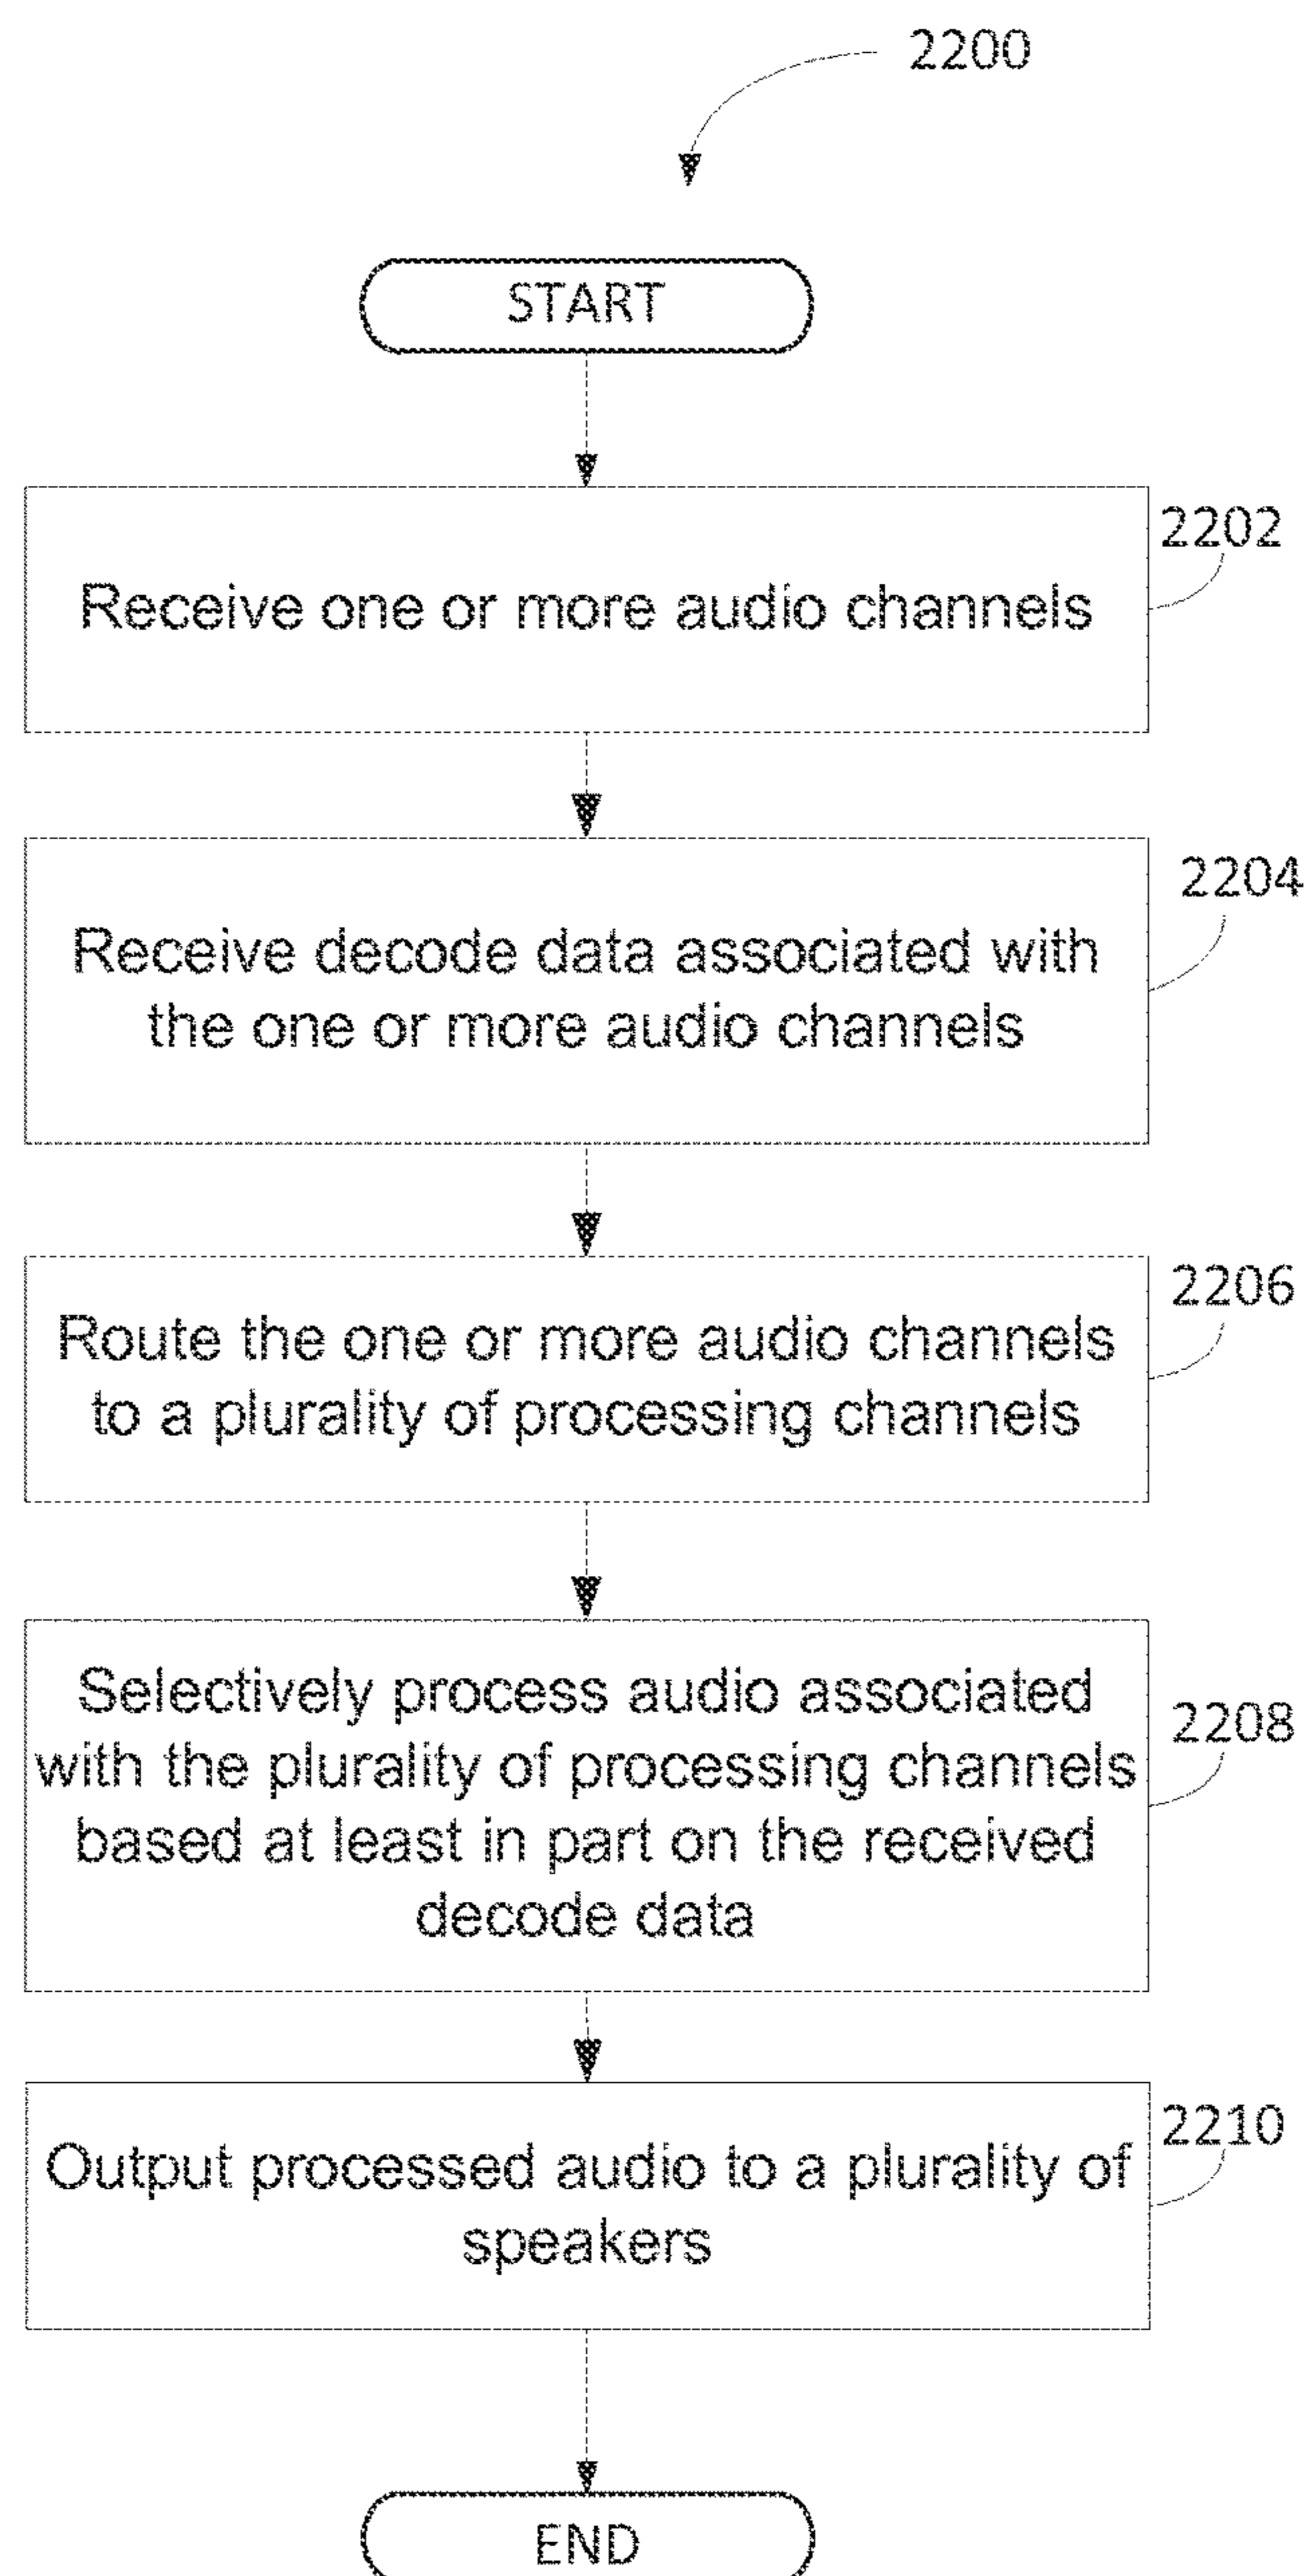 2200
START
2202
Receive one or more audio channels
2204
Receive decode data associated with
the one or more audio channels
2206
Route the one or more audio channels
to a plurality of processing channels
2208
Selectively process audio associated
with the plurality of processing channels
based at least in part on the received
decode data
2210
Output processed audio to a plurality of
speakers
END